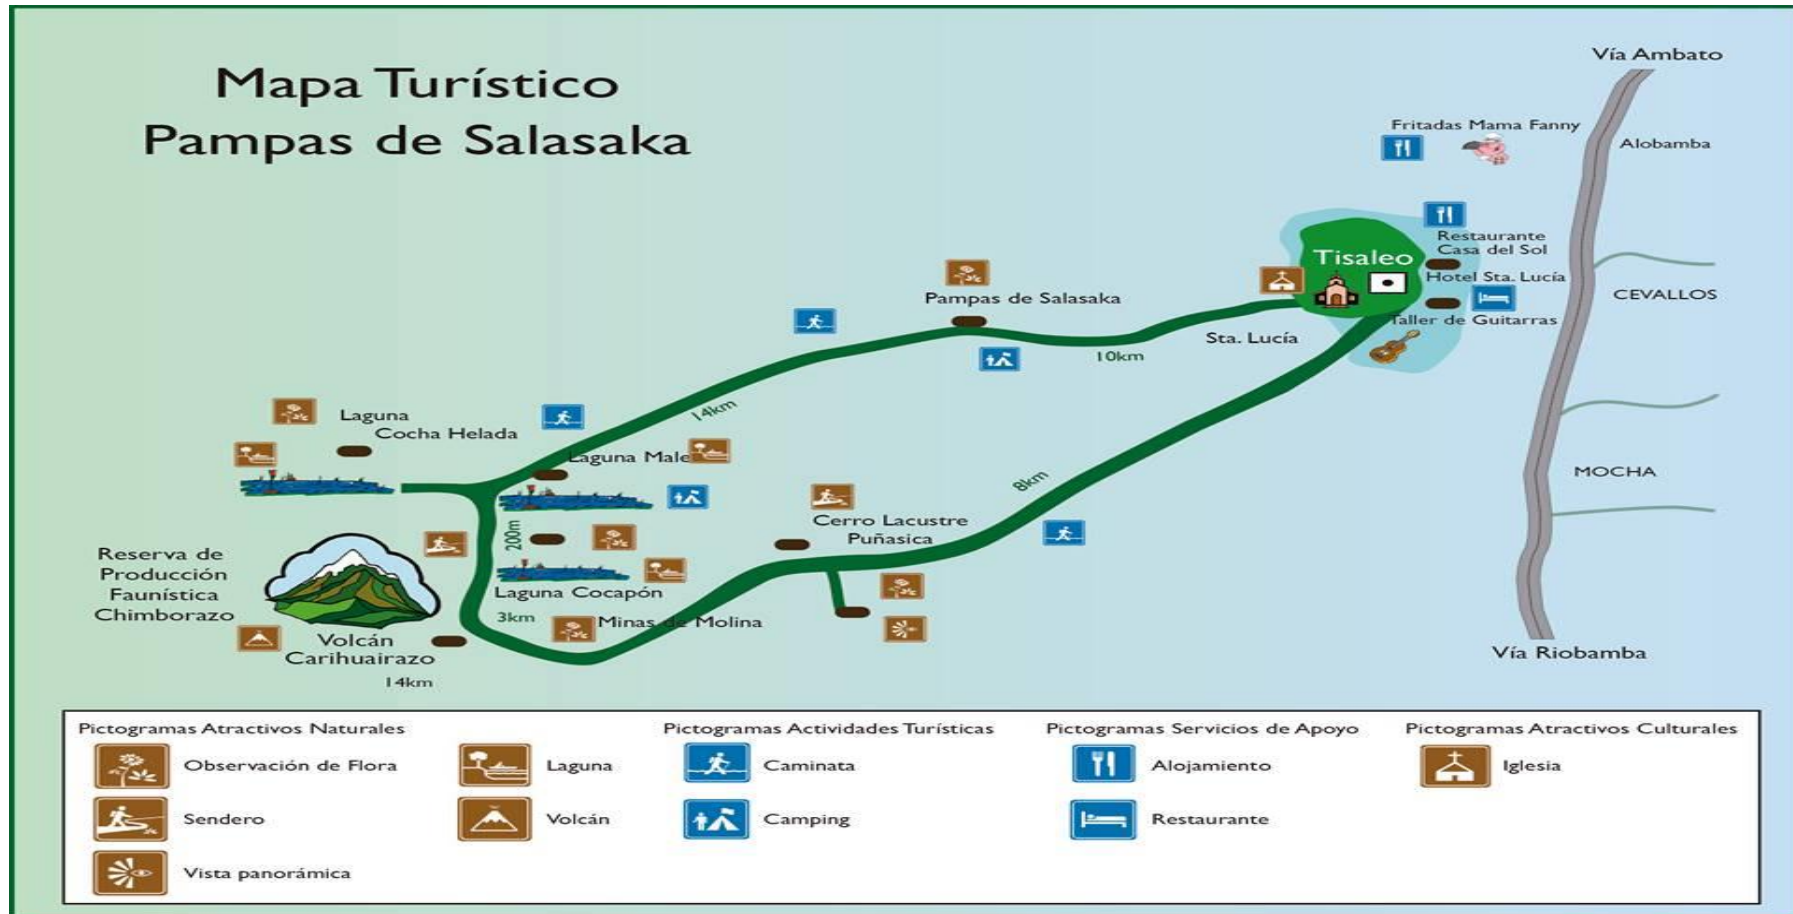 Mapa Turístico
Pampas de Salasaka
Vía Ambato
Fritadas Mama Fanny
Alobamba
Restaurante
Casa del Sol
Tisaleo
Hotel Sta. Lucía
Taller de Guitarras
CEVALLOS
Pampas de Salasaka
Sta. Lucía
10km
14km
Laguna
Cocha Helada
Laguna Male
8km
MOCHA
Cerro Lacustre
Puñasica
200m
Reserva de
Producción
Faunística
Chimborazo
Laguna Cocapón
3km
Minas de Molina
Volcán
Carihuairazo
14km
Vía Riobamba
Pictogramas Atractivos Naturales
Observación de Flora
Sendero
Vista panorámica
Laguna
Volcán
Pictogramas Actividades Turísticas
Caminata
Camping
Pictogramas Servicios de Apoyo
Alojamiento
Restaurante
Pictogramas Atractivos Culturales
Iglesia